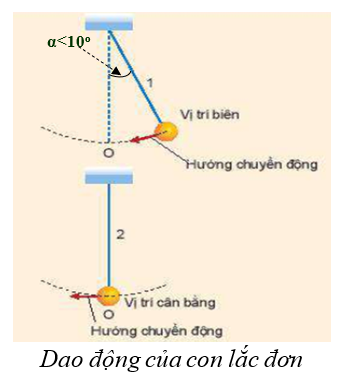 α<10º
1
Vị trí biên
O
Hướng chuyển động
2
Vị trí cân bằng
O
Hướng chuyển động
Dao động của con lắc đơn